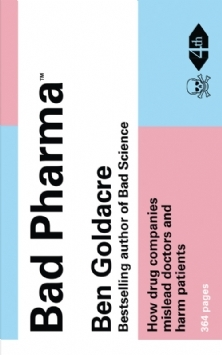 Bad Pharma™
Ben Goldacre
Bestselling author of Bad Science
How drug companies
mislead doctors and
harm patients
364 pages
4th